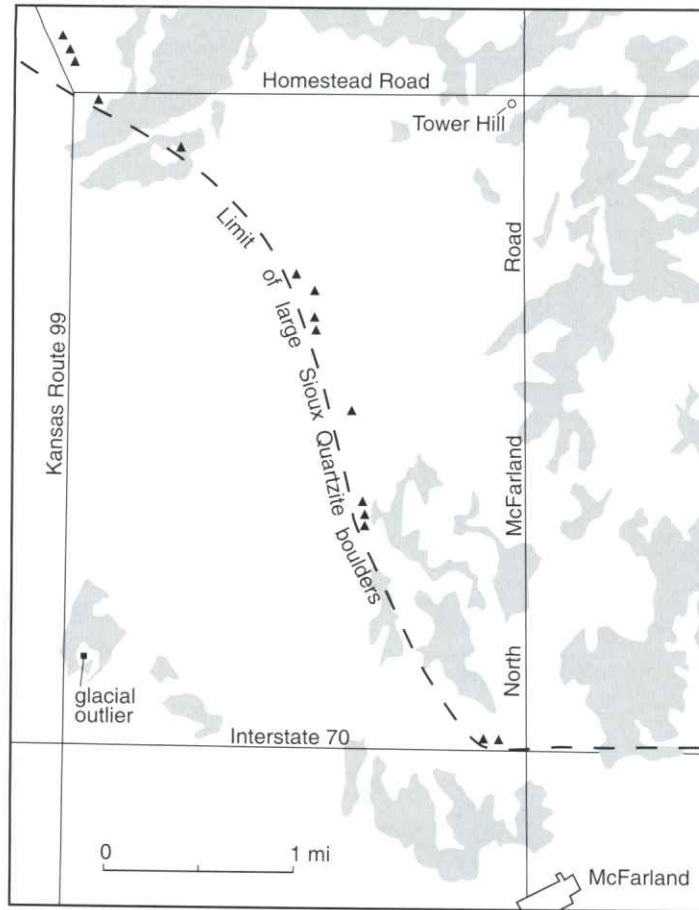 Homestead Road
Tower Hill
Road
Limit of large Sioux Quartzite boulders
Kansas Route 99
McFarland
North
glacial
outlier
Interstate 70
0 1 mi
McFarland